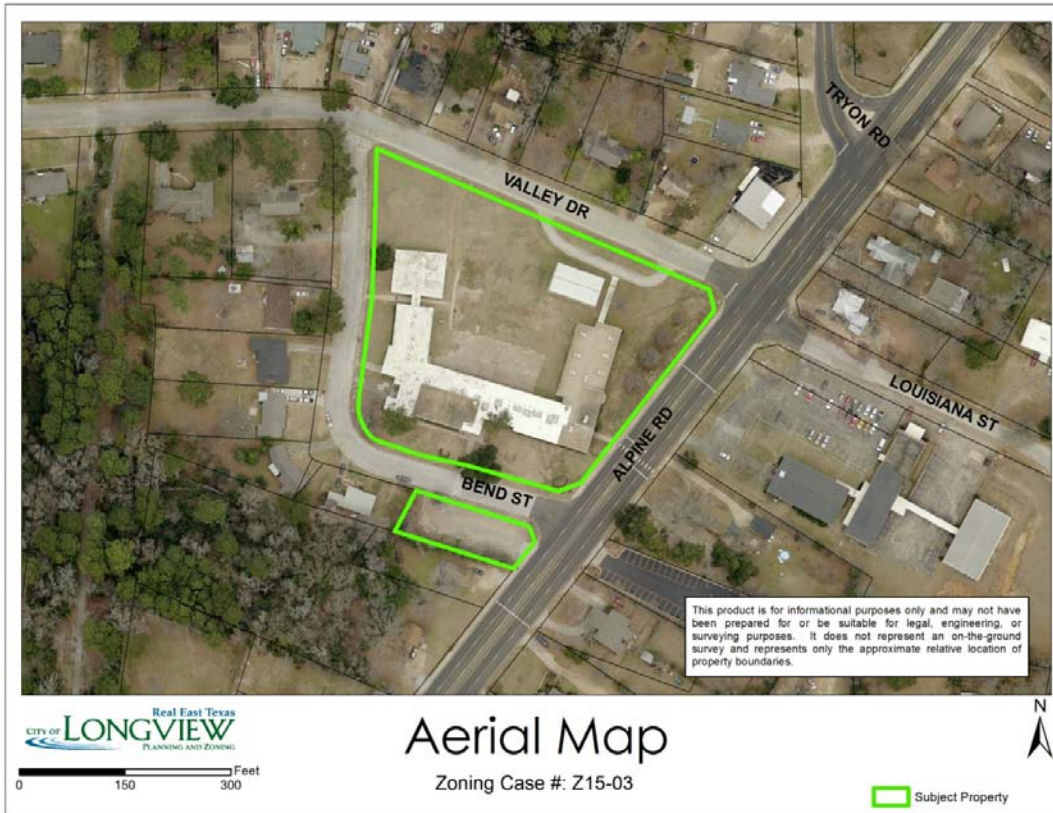 TRYON RD
VALLEY DR
LOUISIANA ST
ALPINE RD
BEND ST
This product is for informational purposes only and may not have
been prepared for or be suitable for legal, engineering, or
surveying purposes. It does not represent an on-the-ground
survey and represents only the approximate relative location of
property boundaries.
Real East Texas
CITY OF LONGVIEW
PLANNING AND ZONING
Feet
0 150 300
Aerial Map
Zoning Case #: Z15-03
N
Subject Property